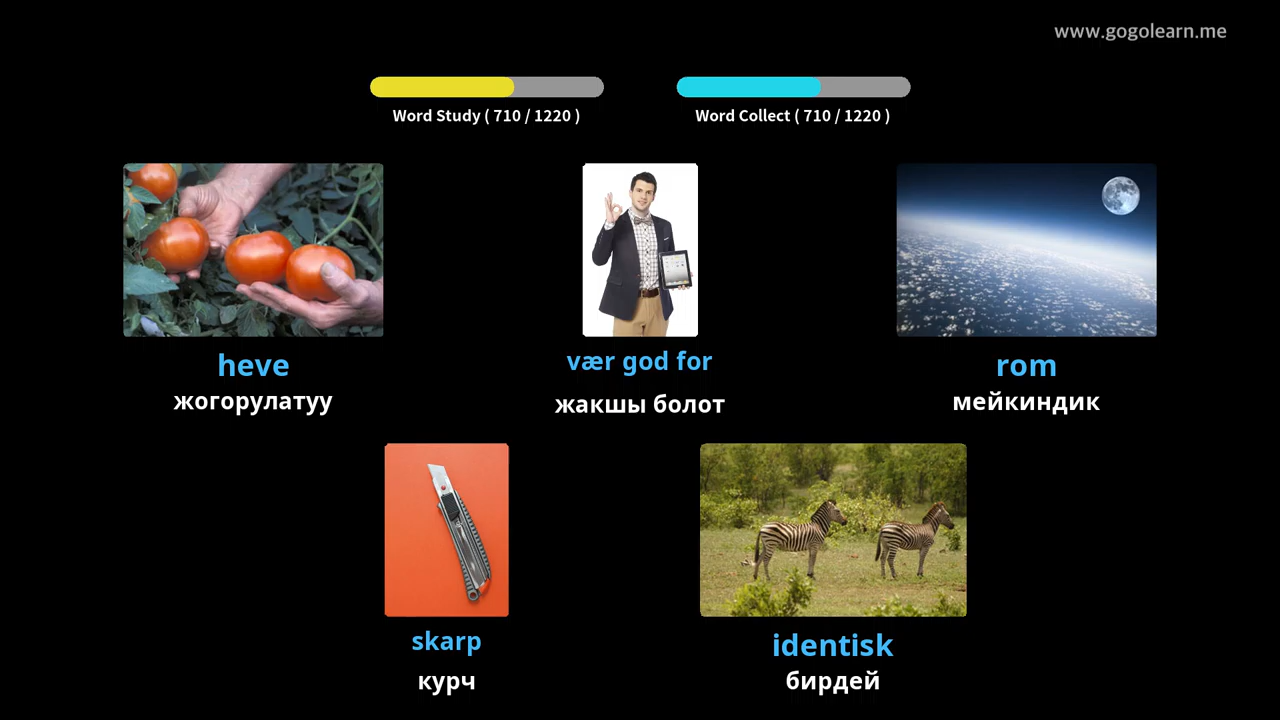 www.gogolearn.me
Word Study ( 710 / 1220 )
Word Collect ( 710 / 1220 )
heve
жогорулатуу
vær god for
жакшы болот
rom
мейкиндик
skarp
курч
identisk
бирдей